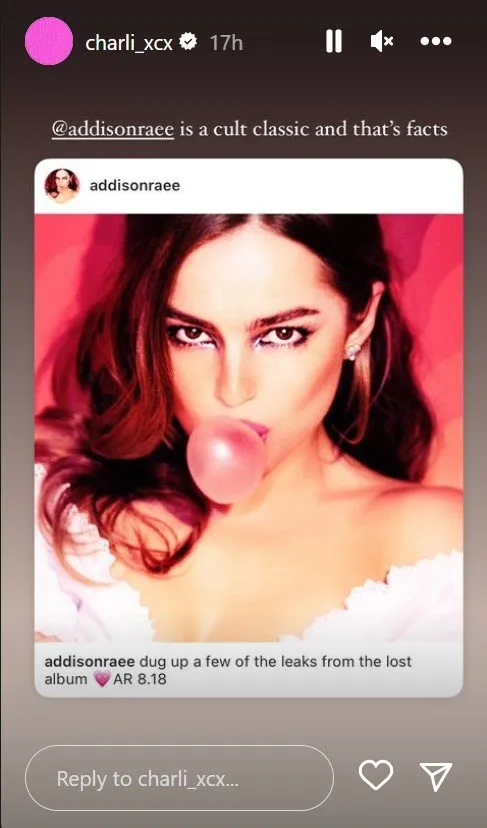 charli_xcx 17h
@addisonraee is a cult classic and that’s facts
addisonraee
addisonraee dug up a few of the leaks from the lost
album 💗AR 8.18
Reply to charli_xcx...